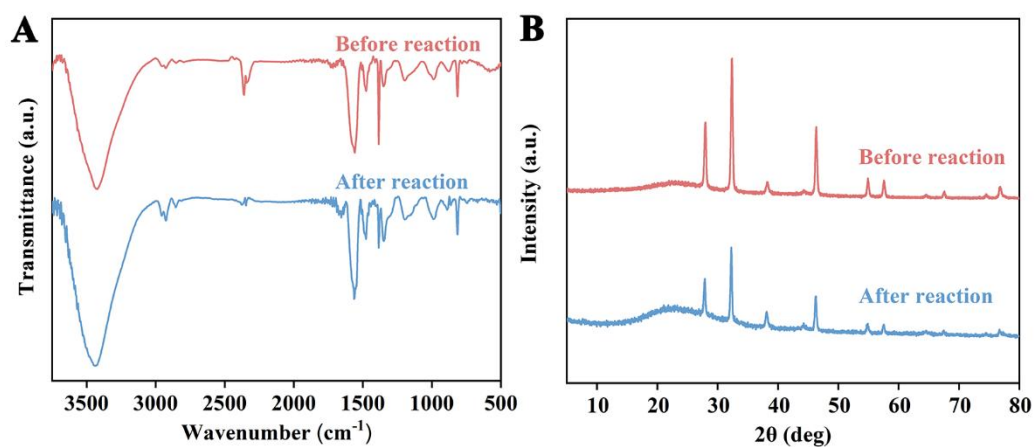 A
Before reaction
After reaction
Transmittance (a.u.)
3500 3000 2500 2000 1500 1000 500
Wavenumber (cm⁻¹)
B
Before reaction
After reaction
Intensity (a.u.)
10 20 30 40 50 60 70 80
2θ (deg)